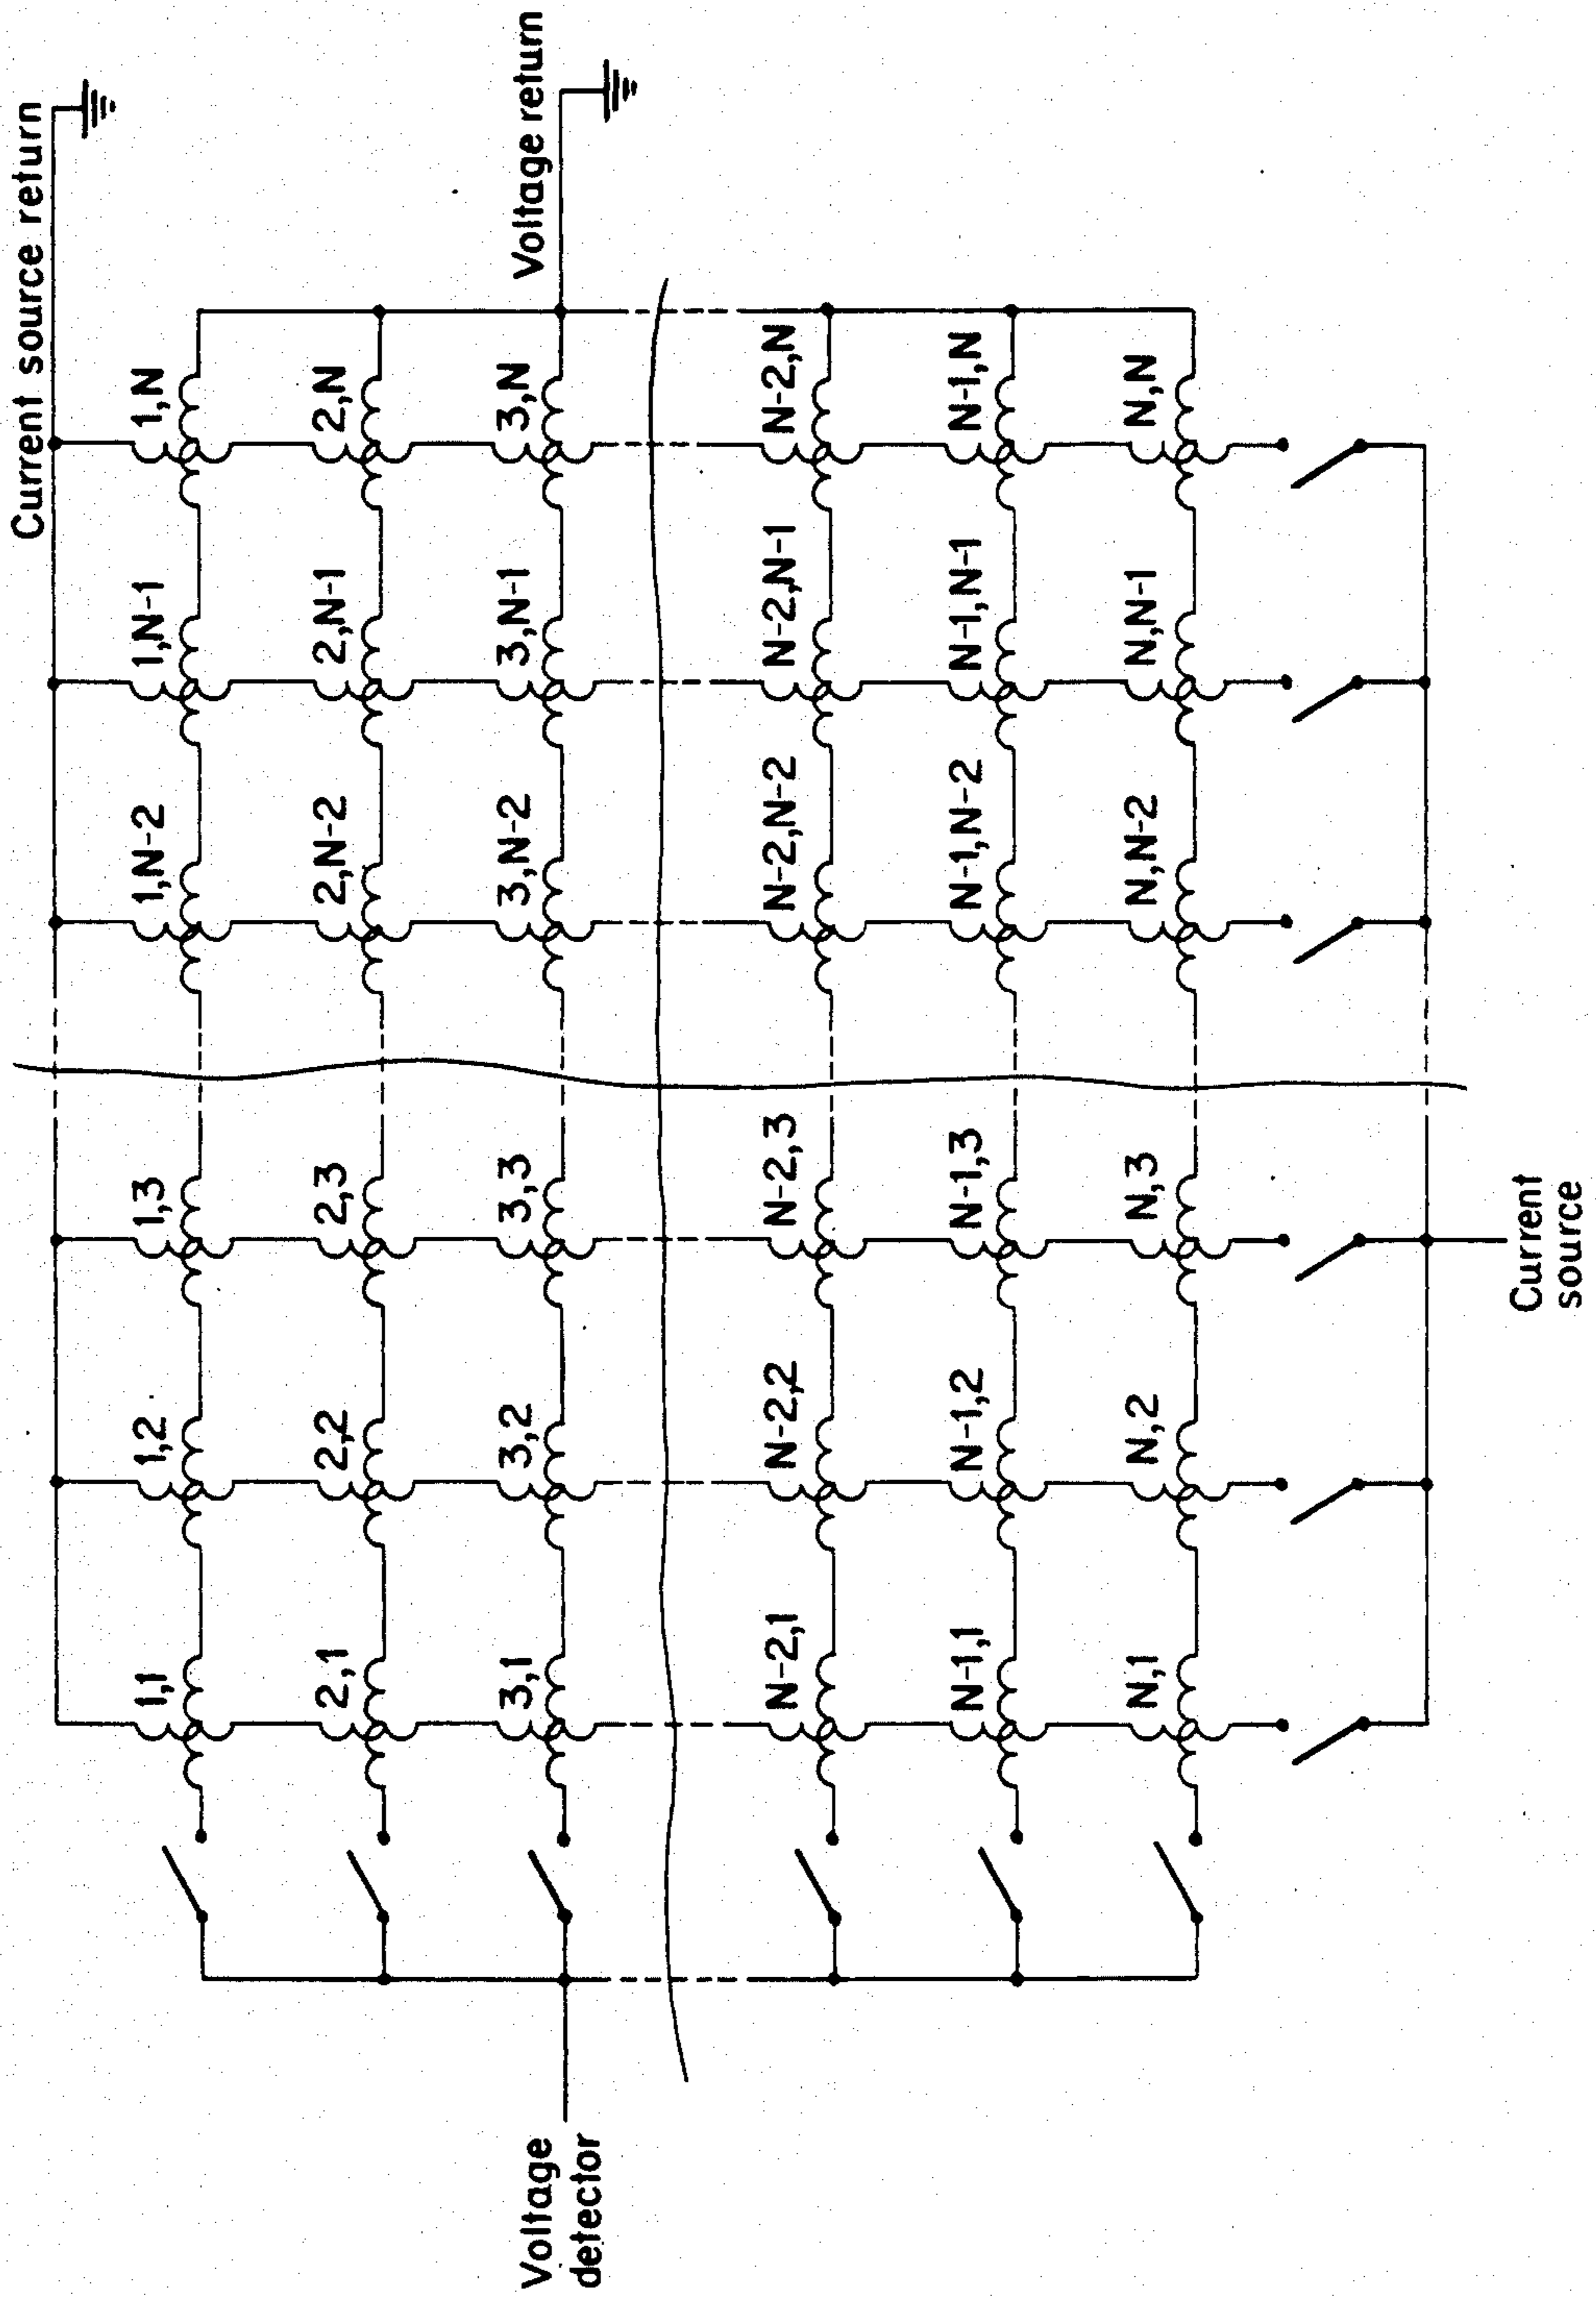 Current source return
1,1 1,2 1,3 1,N-2 1,N-1 1,N
2,1 2,2 2,3 2,N-2 2,N-1 2,N
3,1 3,2 3,3 3,N-2 3,N-1 3,N
Voltage return
Voltage
detector
N-2,1 N-2,2 N-2,3 N-2,N-2 N-2,N-1 N-2,N
N-1,1 N-1,2 N-1,3 N-1,N-2 N-1,N-1 N-1,N
N,1 N,2 N,3 N,N-2 N,N-1 N,N
Current
source